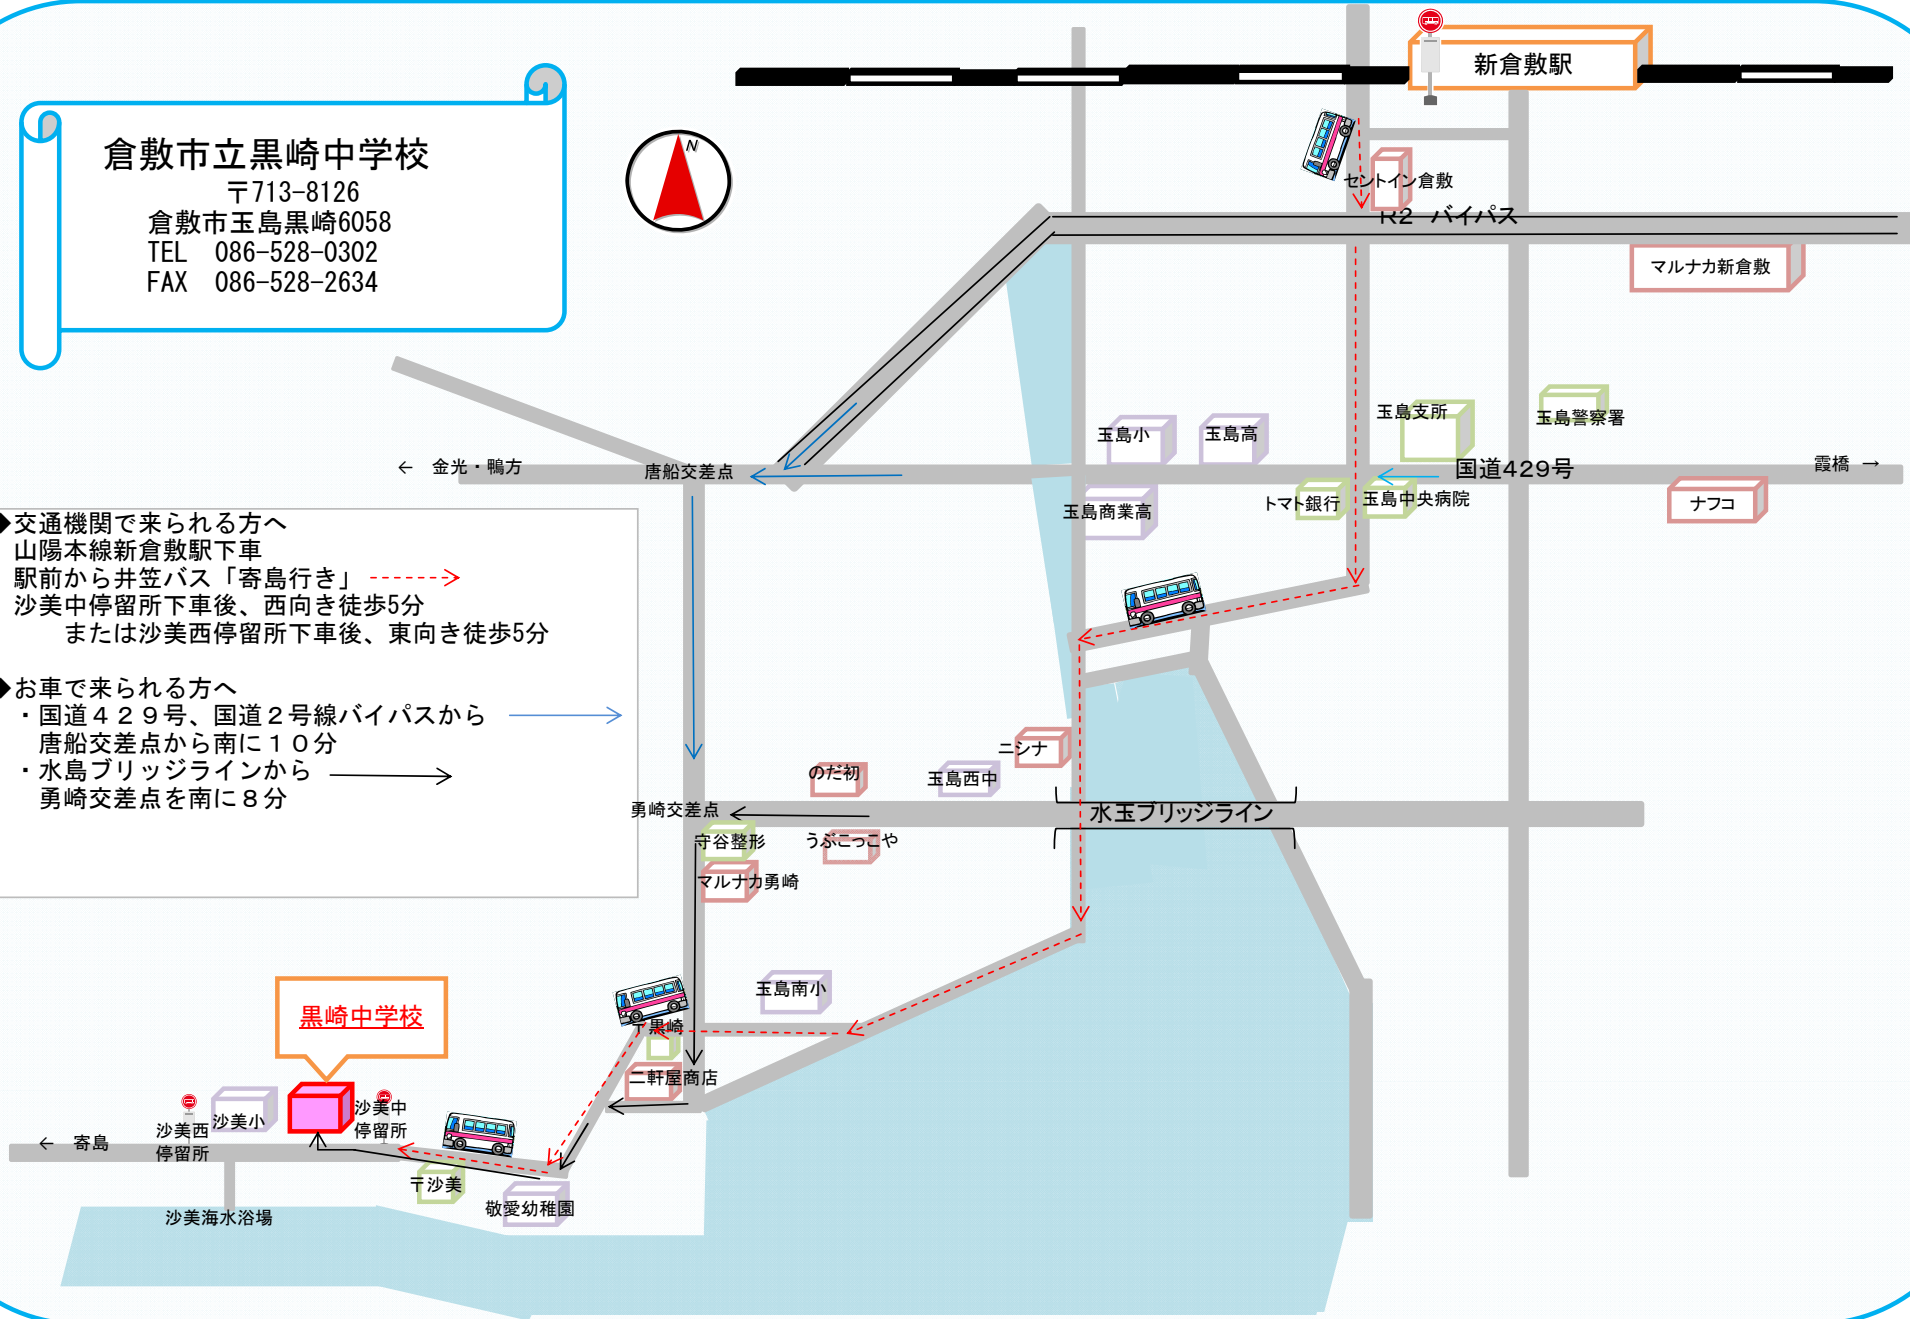 新倉敷駅
倉敷市立黒崎中学校
〒713-8126
倉敷市玉島黒崎6058
TEL　086-528-0302
FAX　086-528-2634
N
セントイン倉敷
R2　バイパス
マルナカ新倉敷
玉島小
玉島高
玉島支所
玉島警察署
←　金光・鴨方
唐船交差点
国道429号
霞橋　→
玉島商業高
トマト銀行
玉島中央病院
ナフコ
◆交通機関で来られる方へ
山陽本線新倉敷駅下車
駅前から井笠バス「寄島行き」
沙美中停留所下車後、西向き徒歩5分
または沙美西停留所下車後、東向き徒歩5分
◆お車で来られる方へ
・国道４２９号、国道２号線バイパスから
唐船交差点から南に１０分
・水島ブリッジラインから
勇崎交差点を南に８分
ニシナ
のだ初
玉島西中
勇崎交差点
水玉ブリッジライン
守谷整形
うぶこっこや
マルナカ勇崎
玉島南小
黒崎中学校
〒黒崎
二軒屋商店
沙美中
停留所
沙美小
沙美西
停留所
←　寄島
〒沙美
敬愛幼稚園
沙美海水浴場